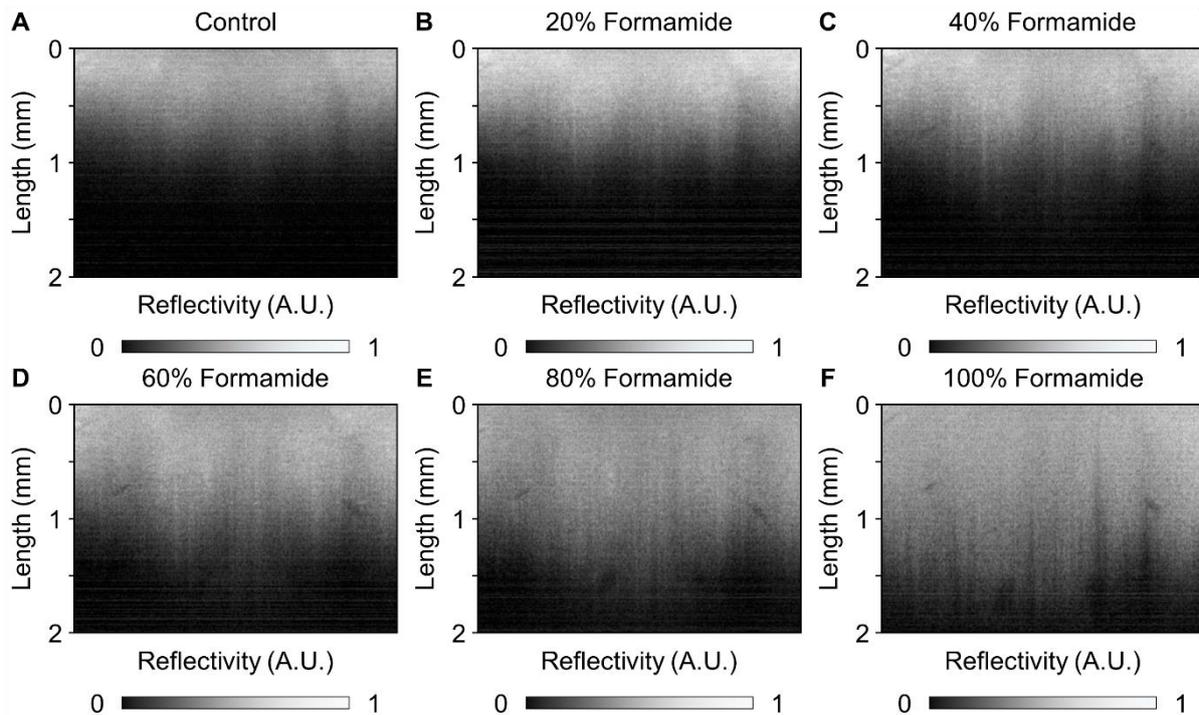 A Control
B 20% Formamide
C 40% Formamide
0
1
2
Length (mm)
0
1
2
Length (mm)
0
1
2
Length (mm)
Reflectivity (A.U.)
Reflectivity (A.U.)
Reflectivity (A.U.)
0 1
0 1
0 1
D 60% Formamide
E 80% Formamide
F 100% Formamide
0
1
2
Length (mm)
0
1
2
Length (mm)
0
1
2
Length (mm)
Reflectivity (A.U.)
Reflectivity (A.U.)
Reflectivity (A.U.)
0 1
0 1
0 1